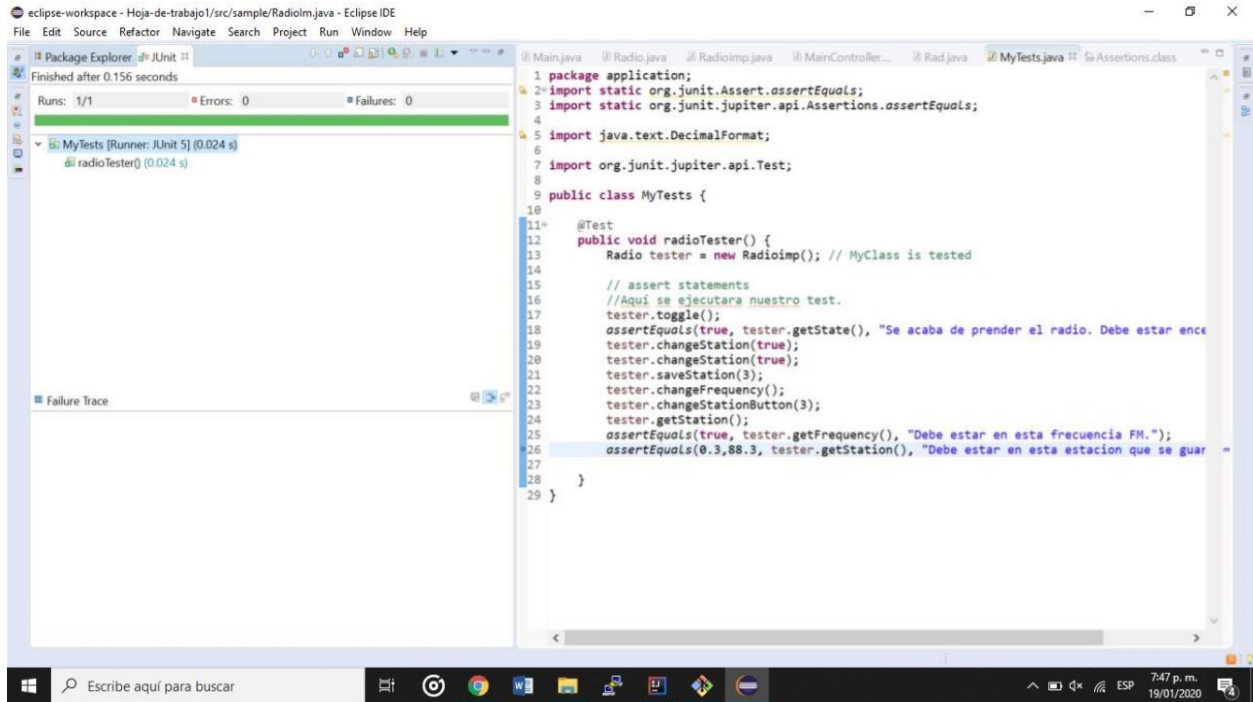 eclipse-workspace - Hoja-de-trabajo1/src/sample/RadioIm.java - Eclipse IDE
File Edit Source Refactor Navigate Search Project Run Window Help
Package Explorer JUnit
Finished after 0.156 seconds
Runs: 1/1 Errors: 0 Failures: 0
MyTests [Runner: JUnit 5] (0.024 s)
radioTester() (0.024 s)
Failure Trace
Main.java Radio.java Radioimp.java MainController... Rad.java MyTests.java Assertions.class
1 package application;
2 import static org.junit.Assert.assertEquals;
3 import static org.junit.jupiter.api.Assertions.assertEquals;
4
5 import java.text.DecimalFormat;
6
7 import org.junit.jupiter.api.Test;
8
9 public class MyTests {
10
11 @Test
12 public void radioTester() {
13 Radio tester = new Radioimp(); // MyClass is tested
14
15 // assert statements
16 //Aquí se ejecutara nuestro test.
17 tester.toggle();
18 assertEquals(true, tester.getState(), "Se acaba de prender el radio. Debe estar ence
19 tester.changeStation(true);
20 tester.changeStation(true);
21 tester.saveStation(3);
22 tester.changeFrequency();
23 tester.changeStationButton(3);
24 tester.getStation();
25 assertEquals(true, tester.getFrequency(), "Debe estar en esta frecuencia FM.");
26 assertEquals(0.3,88.3, tester.getStation(), "Debe estar en esta estacion que se guar
27
28 }
29 }
Escribe aquí para buscar
ESP
7:47 p. m.
19/01/2020
4